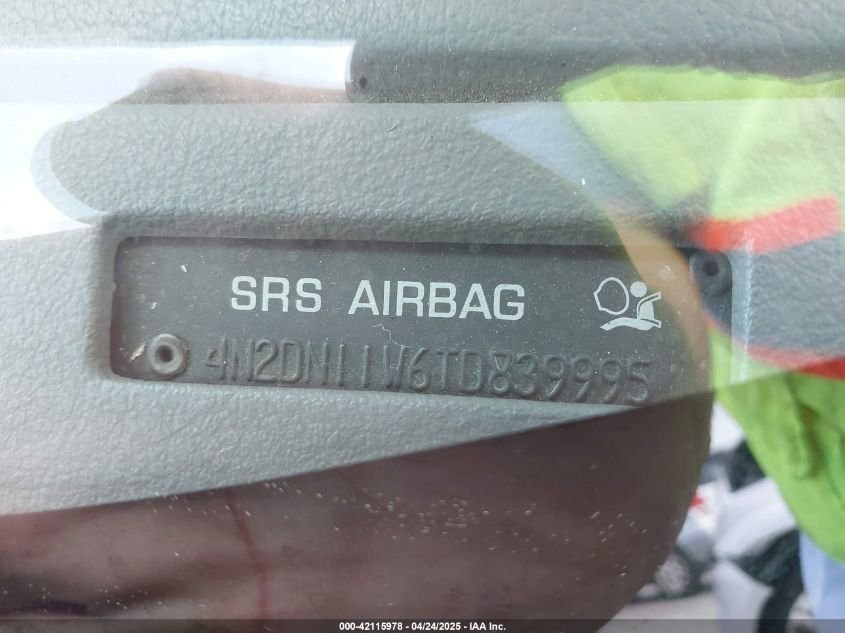 SRS AIRBAG
4N2DN11W6TD839995
000-42115978 - 04/24/2025 - IAA Inc.